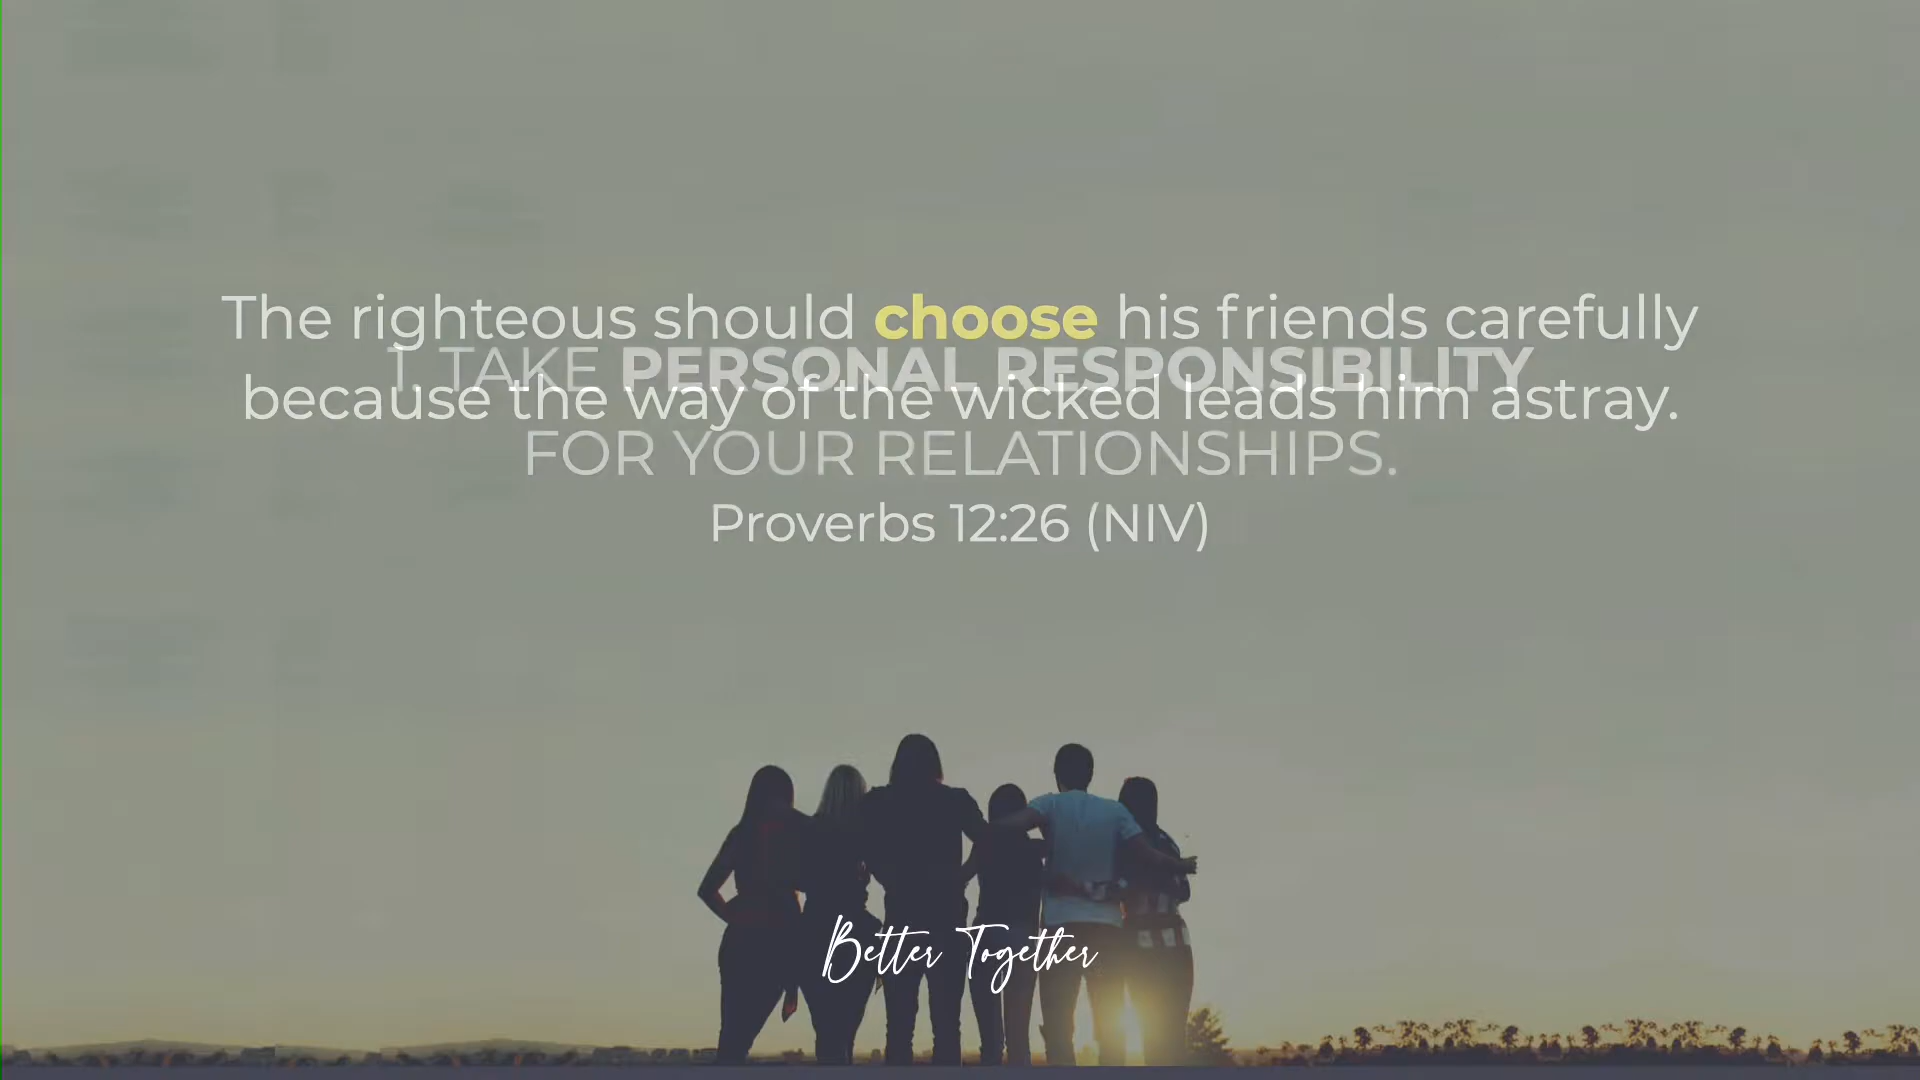 The righteous should choose his friends carefully
because the way of the wicked leads him astray.
Proverbs 12:26 (NIV)
1. TAKE PERSONAL RESPONSIBILITY
FOR YOUR RELATIONSHIPS.
Better Together